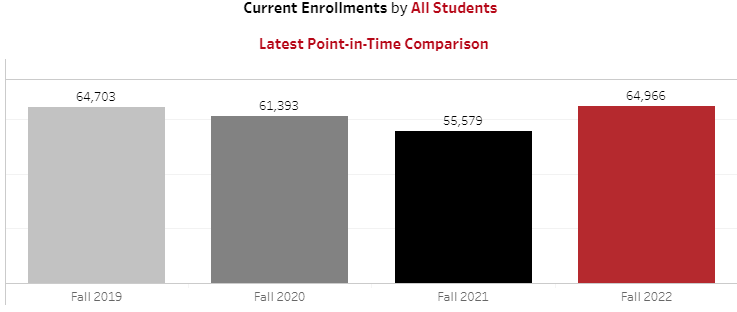 Current Enrollments by All Students
Latest Point-in-Time Comparison
64,703
61,393
55,579
64,966
Fall 2019
Fall 2020
Fall 2021
Fall 2022